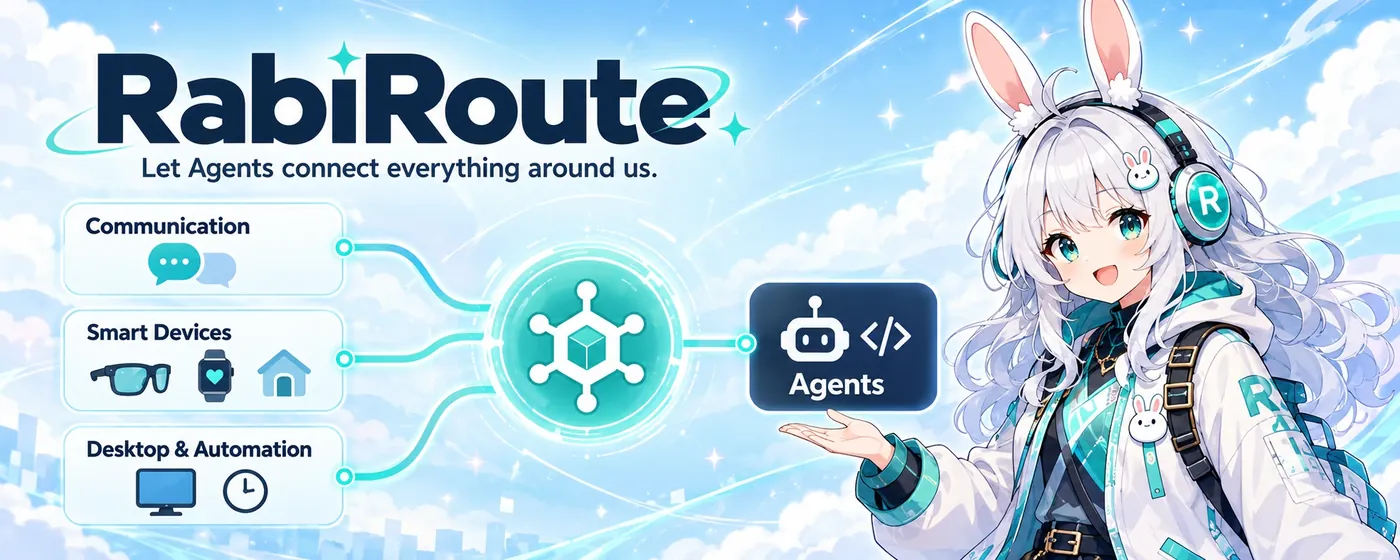 RabiRoute
Let Agents connect everything around us.
Communication
Smart Devices
Desktop & Automation
</>
Agents
R
R